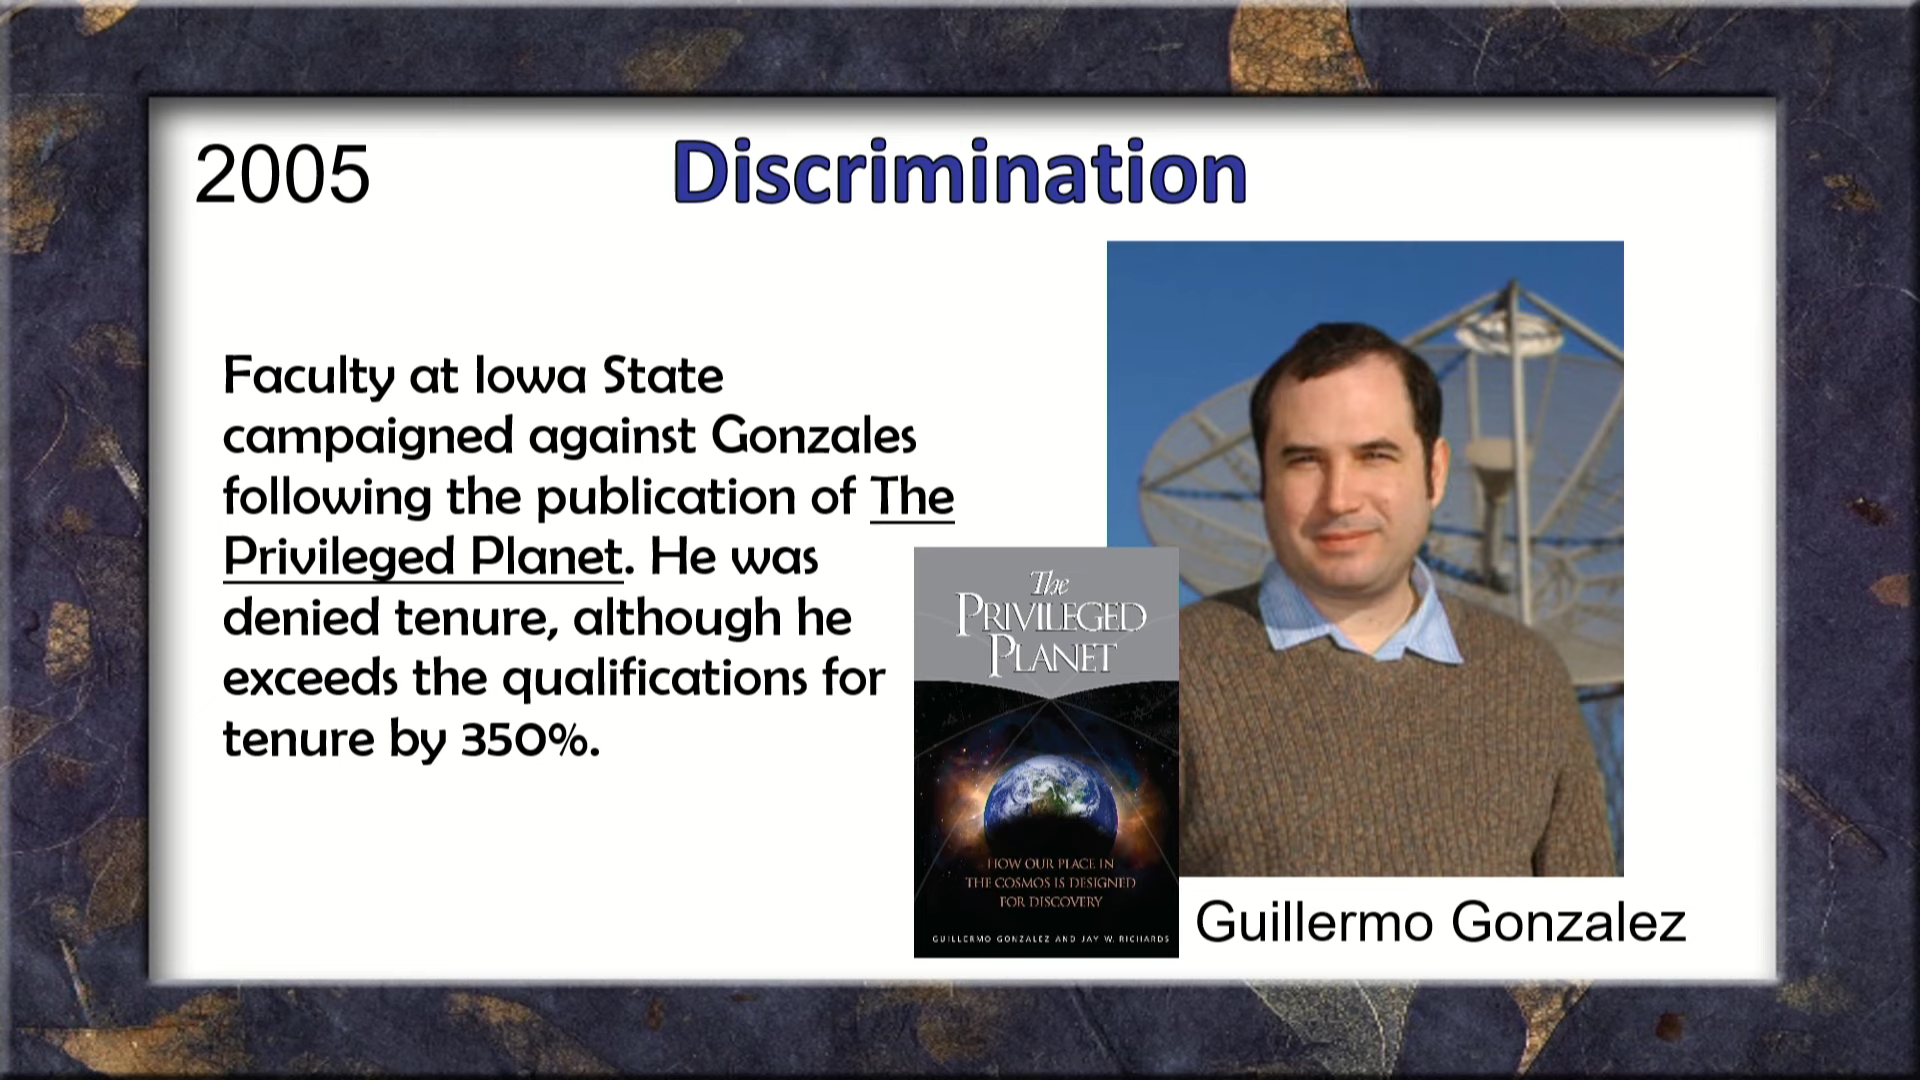 2005
Discrimination
Faculty at Iowa State
campaigned against Gonzales
following the publication of The
Privileged Planet. He was
denied tenure, although he
exceeds the qualifications for
tenure by 350%.
The
PRIVILEGED
PLANET
HOW OUR PLACE IN
THE COSMOS IS DESIGNED
FOR DISCOVERY
GUILLERMO GONZALEZ AND JAY W. RICHARDS
Guillermo Gonzalez